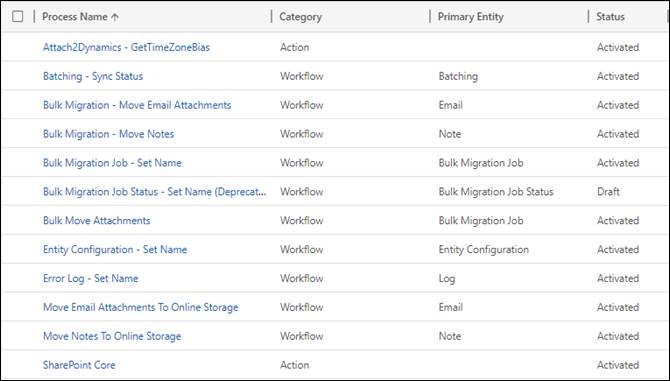 Process Name ↑ Category Primary Entity Status
Attach2Dynamics - GetTimeZoneBias Action Activated
Batching - Sync Status Workflow Batching Activated
Bulk Migration - Move Email Attachments Workflow Email Activated
Bulk Migration - Move Notes Workflow Note Activated
Bulk Migration Job - Set Name Workflow Bulk Migration Job Activated
Bulk Migration Job Status - Set Name (Deprecat... Workflow Bulk Migration Job Status Draft
Bulk Move Attachments Workflow Bulk Migration Job Activated
Entity Configuration - Set Name Workflow Entity Configuration Activated
Error Log - Set Name Workflow Log Activated
Move Email Attachments To Online Storage Workflow Email Activated
Move Notes To Online Storage Workflow Note Activated
SharePoint Core Action Activated